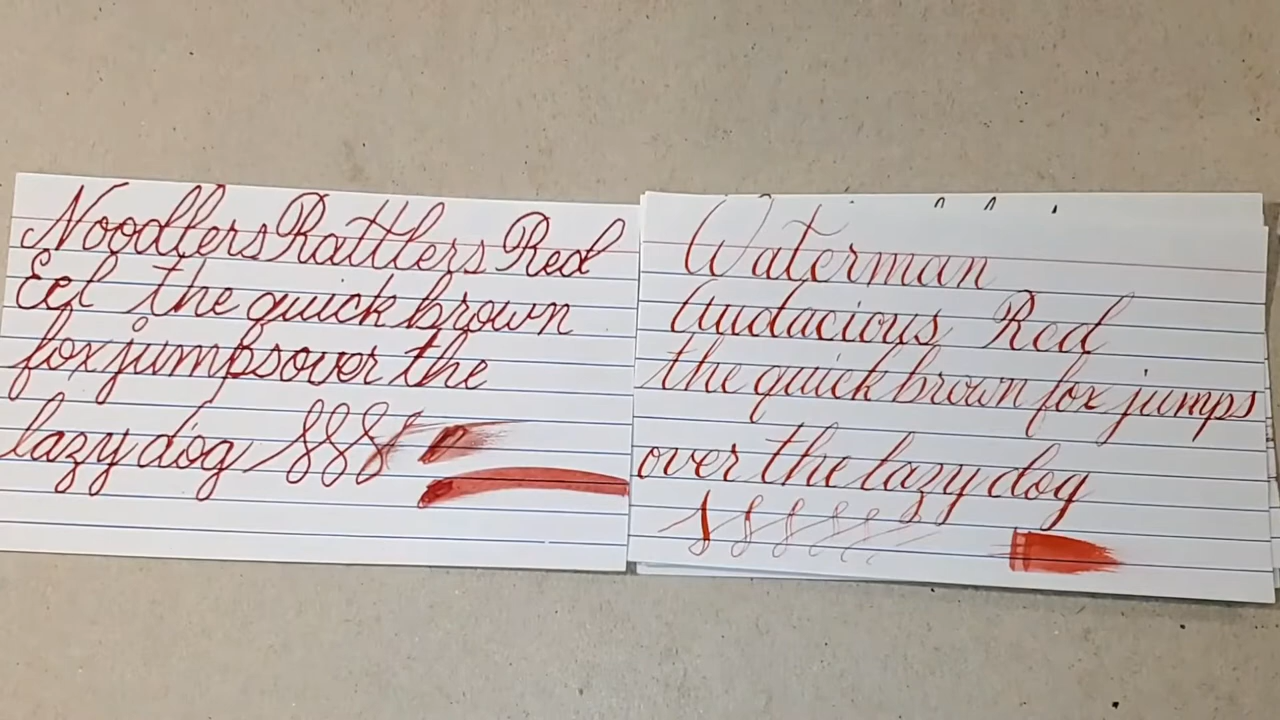 Noodlers Rattlers Red
Eel the quick brown
fox jumps over the
lazy dog
Waterman
Audacious Red
the quick brown fox jumps
over the lazy dog